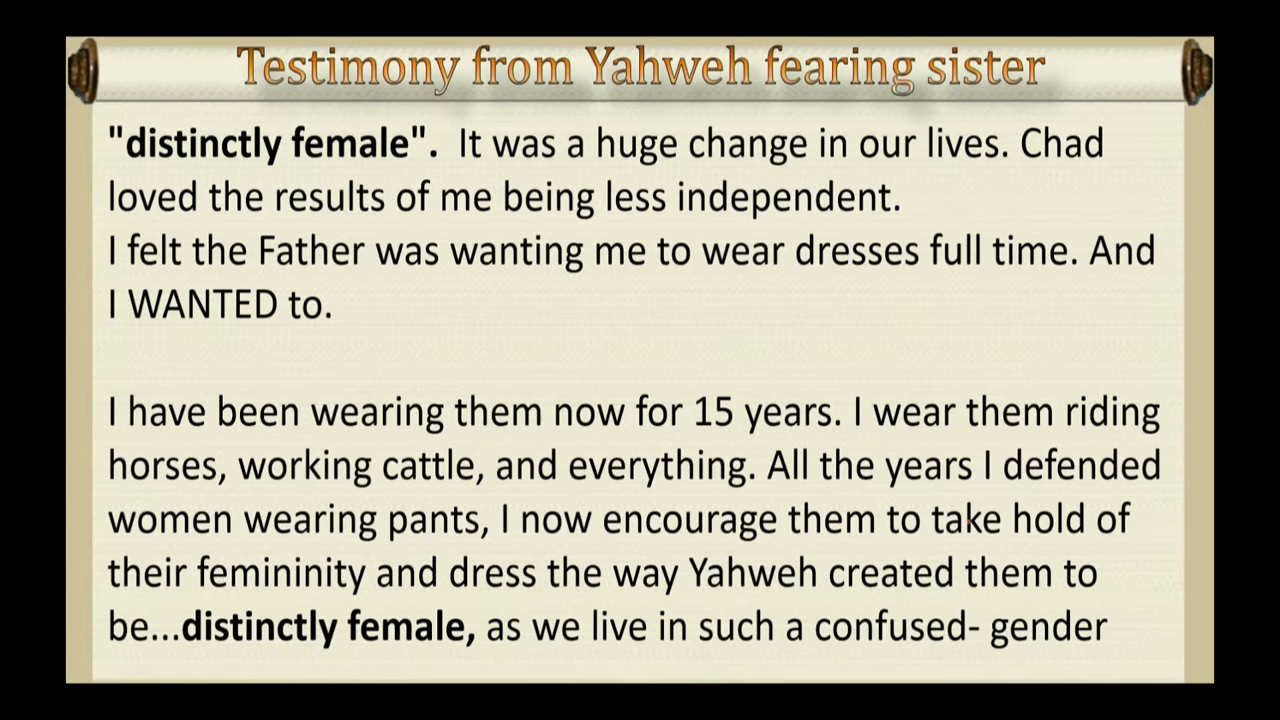 Testimony from Yahweh fearing sister
"distinctly female".  It was a huge change in our lives. Chad
loved the results of me being less independent.
I felt the Father was wanting me to wear dresses full time. And
I WANTED to.
I have been wearing them now for 15 years. I wear them riding
horses, working cattle, and everything. All the years I defended
women wearing pants, I now encourage them to take hold of
their femininity and dress the way Yahweh created them to
be...distinctly female, as we live in such a confused- gender